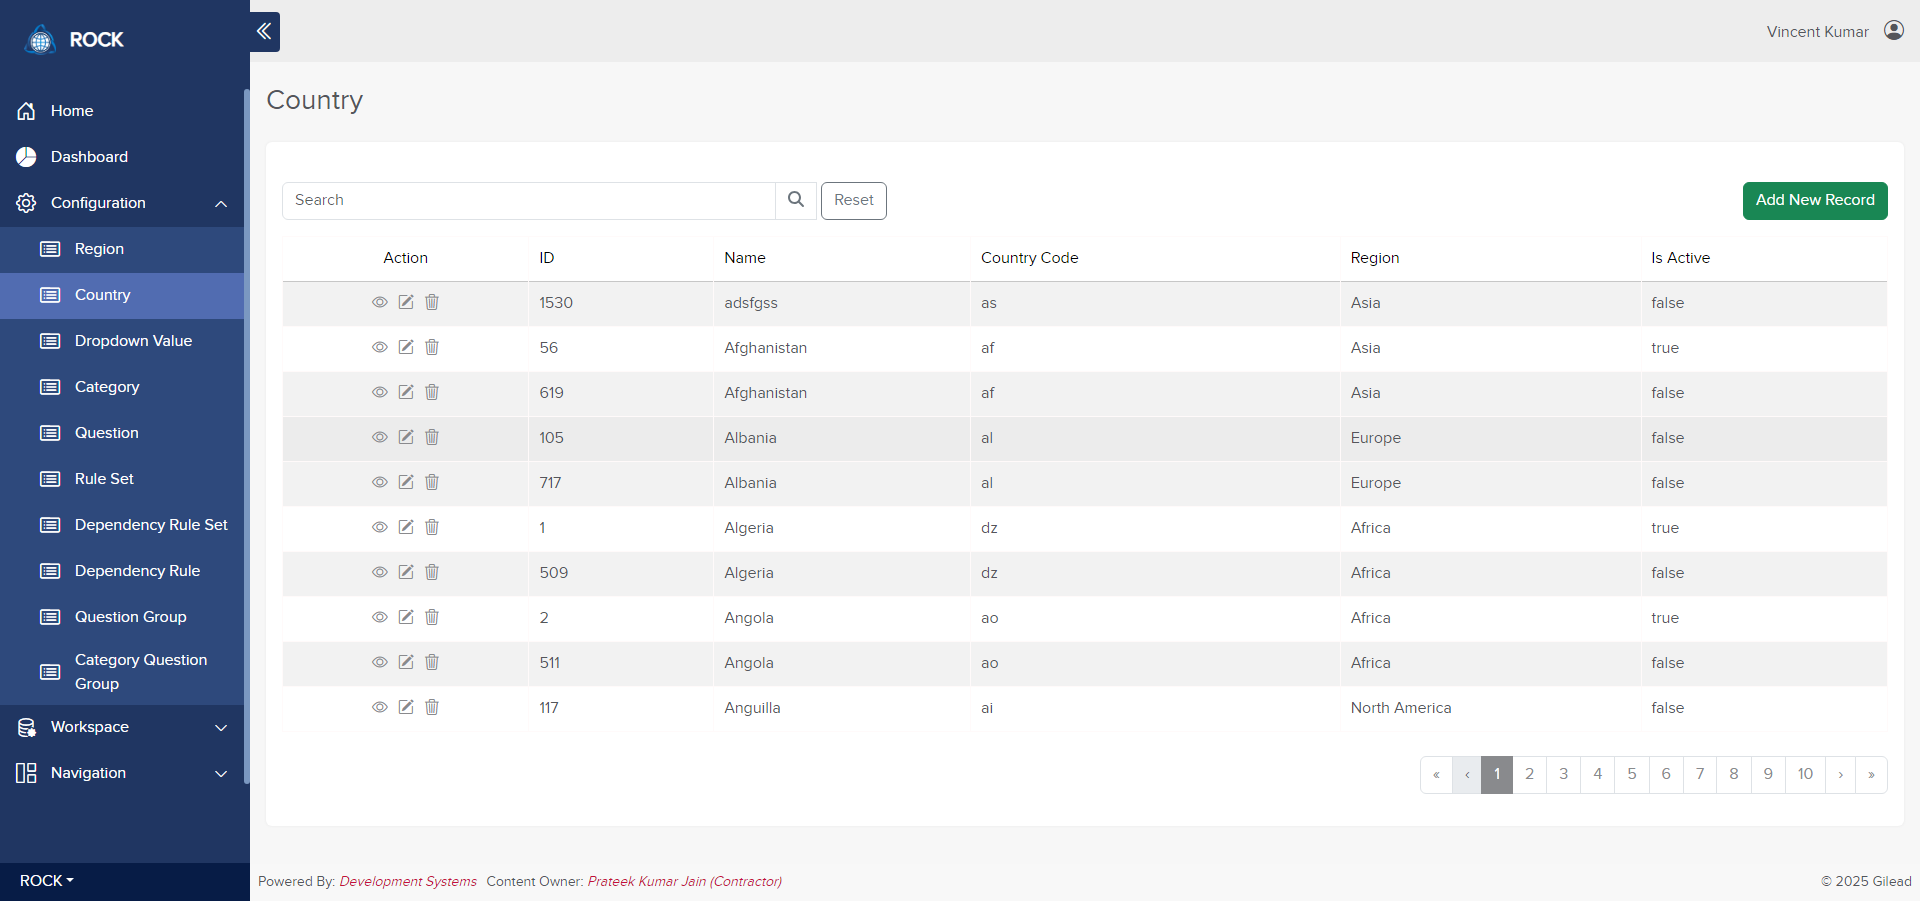 ROCK
Vincent Kumar
Home
Dashboard
Configuration
Region
Country
Dropdown Value
Category
Question
Rule Set
Dependency Rule Set
Dependency Rule
Question Group
Category Question
Group
Workspace
Navigation
ROCK
Country
Search
Reset
Add New Record
Action ID Name Country Code Region Is Active
1530 adsfgss as Asia false
56 Afghanistan af Asia true
619 Afghanistan af Asia false
105 Albania al Europe false
717 Albania al Europe false
1 Algeria dz Africa true
509 Algeria dz Africa false
2 Angola ao Africa true
511 Angola ao Africa false
117 Anguilla ai North America false
« ‹ 1 2 3 4 5 6 7 8 9 10 › »
Powered By: Development Systems Content Owner: Prateek Kumar Jain (Contractor)
© 2025 Gilead